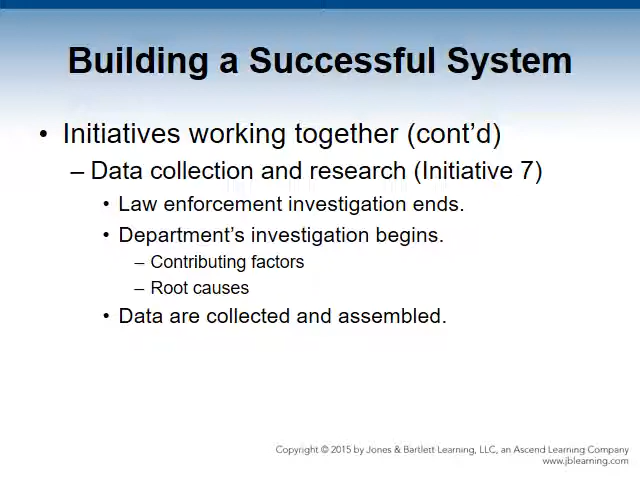 Building a Successful System
• Initiatives working together (cont’d)
– Data collection and research (Initiative 7)
• Law enforcement investigation ends.
• Department’s investigation begins.
– Contributing factors
– Root causes
• Data are collected and assembled.
Copyright © 2015 by Jones & Bartlett Learning, LLC, an Ascend Learning Company
www.jblearning.com